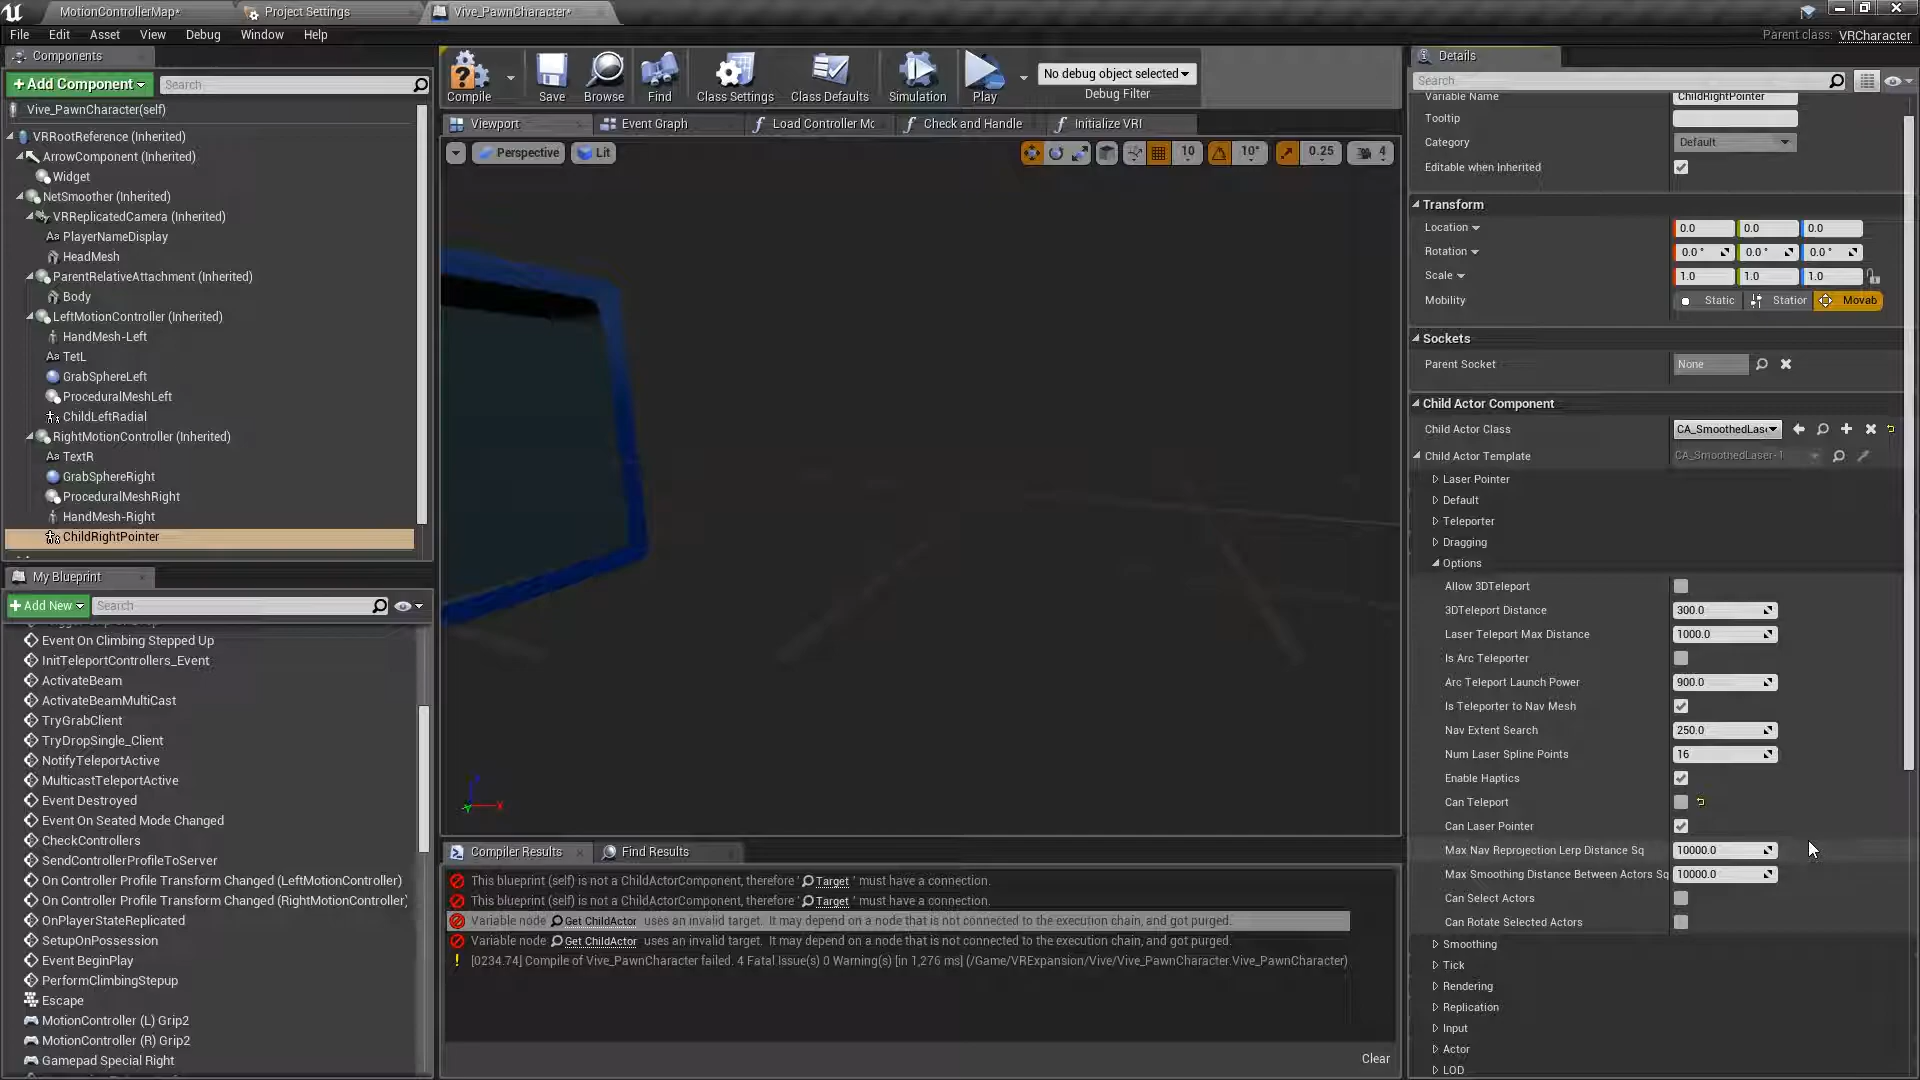 MotionControllerMap*
Project Settings
Vive_PawnCharacter*
File Edit Asset View Debug Window Help
Parent class: VRCharacter
Components
+ Add Component
Search
Vive_PawnCharacter(self)
VRRootReference (Inherited)
ArrowComponent (Inherited)
Widget
NetSmoother (Inherited)
VRReplicatedCamera (Inherited)
Aa PlayerNameDisplay
HeadMesh
ParentRelativeAttachment (Inherited)
Body
LeftMotionController (Inherited)
HandMesh-Left
Aa TetL
GrabSphereLeft
ProceduralMeshLeft
ChildLeftRadial
RightMotionController (Inherited)
Aa TextR
GrabSphereRight
ProceduralMeshRight
HandMesh-Right
ChildRightPointer
My Blueprint
+ Add New
Search
Event On Climbing Stepped Up
InitTeleportControllers_Event
ActivateBeam
ActivateBeamMultiCast
TryGrabClient
TryDropSingle_Client
NotifyTeleportActive
MulticastTeleportActive
Event Destroyed
Event On Seated Mode Changed
CheckControllers
SendControllerProfileToServer
On Controller Profile Transform Changed (LeftMotionController)
On Controller Profile Transform Changed (RightMotionController)
OnPlayerStateReplicated
SetupOnPossession
Event BeginPlay
PerformClimbingStepup
Escape
MotionController (L) Grip2
MotionController (R) Grip2
Gamepad Special Right
Compile Save Browse Find Class Settings Class Defaults Simulation Play
No debug object selected
Debug Filter
Viewport Event Graph Load Controller Mc Check and Handle Initialize VRI
Perspective Lit
10 10° 0.25 4
Compiler Results Find Results
This blueprint (self) is not a ChildActorComponent, therefore ' Target ' must have a connection.
This blueprint (self) is not a ChildActorComponent, therefore ' Target ' must have a connection.
Variable node Get ChildActor uses an invalid target. It may depend on a node that is not connected to the execution chain, and got purged.
Variable node Get ChildActor uses an invalid target. It may depend on a node that is not connected to the execution chain, and got purged.
[0234.74] Compile of Vive_PawnCharacter failed. 4 Fatal Issue(s) 0 Warning(s) [in 1,276 ms] (/Game/VRExpansion/Vive/Vive_PawnCharacter.Vive_PawnCharacter)
Clear
Details
Search
Variable Name ChildRightPointer
Tooltip
Category Default
Editable when Inherited
Transform
Location 0.0 0.0 0.0
Rotation 0.0 ° 0.0 ° 0.0 °
Scale 1.0 1.0 1.0
Mobility Static Statior Movab
Sockets
Parent Socket None
Child Actor Component
Child Actor Class CA_SmoothedLase
Child Actor Template CA_SmoothedLaser-1
Laser Pointer
Default
Teleporter
Dragging
Options
Allow 3DTeleport
3DTeleport Distance 300.0
Laser Teleport Max Distance 1000.0
Is Arc Teleporter
Arc Teleport Launch Power 900.0
Is Teleporter to Nav Mesh
Nav Extent Search 250.0
Num Laser Spline Points 16
Enable Haptics
Can Teleport
Can Laser Pointer
Max Nav Reprojection Lerp Distance Sq 10000.0
Max Smoothing Distance Between Actors Sq 10000.0
Can Select Actors
Can Rotate Selected Actors
Smoothing
Tick
Rendering
Replication
Input
Actor
LOD